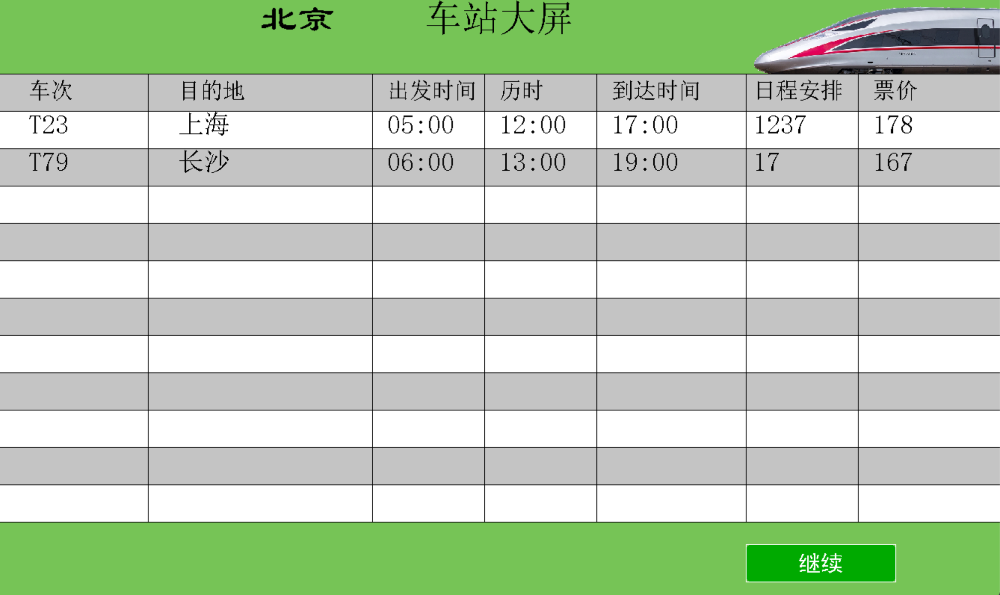 北京 车站大屏
车次 目的地 出发时间 历时 到达时间 日程安排 票价
T23 上海 05:00 12:00 17:00 1237 178
T79 长沙 06:00 13:00 19:00 17 167
继续